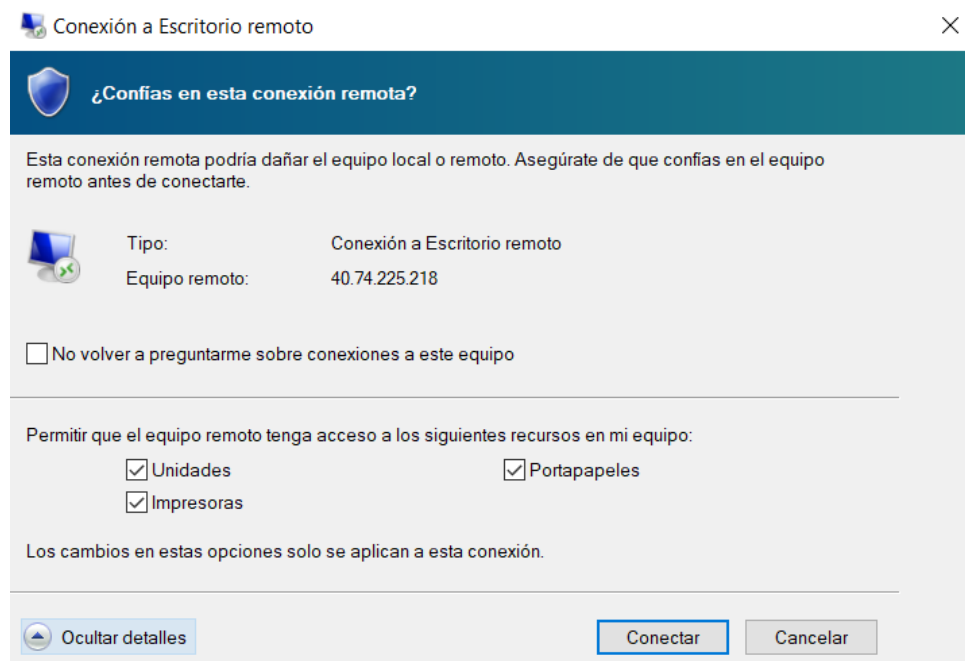 Conexión a Escritorio remoto
¿Confías en esta conexión remota?
Esta conexión remota podría dañar el equipo local o remoto. Asegúrate de que confías en el equipo
remoto antes de conectarte.
Tipo: Conexión a Escritorio remoto
Equipo remoto: 40.74.225.218
No volver a preguntarme sobre conexiones a este equipo
Permitir que el equipo remoto tenga acceso a los siguientes recursos en mi equipo:
Unidades Portapapeles
Impresoras
Los cambios en estas opciones solo se aplican a esta conexión.
Ocultar detalles Conectar Cancelar